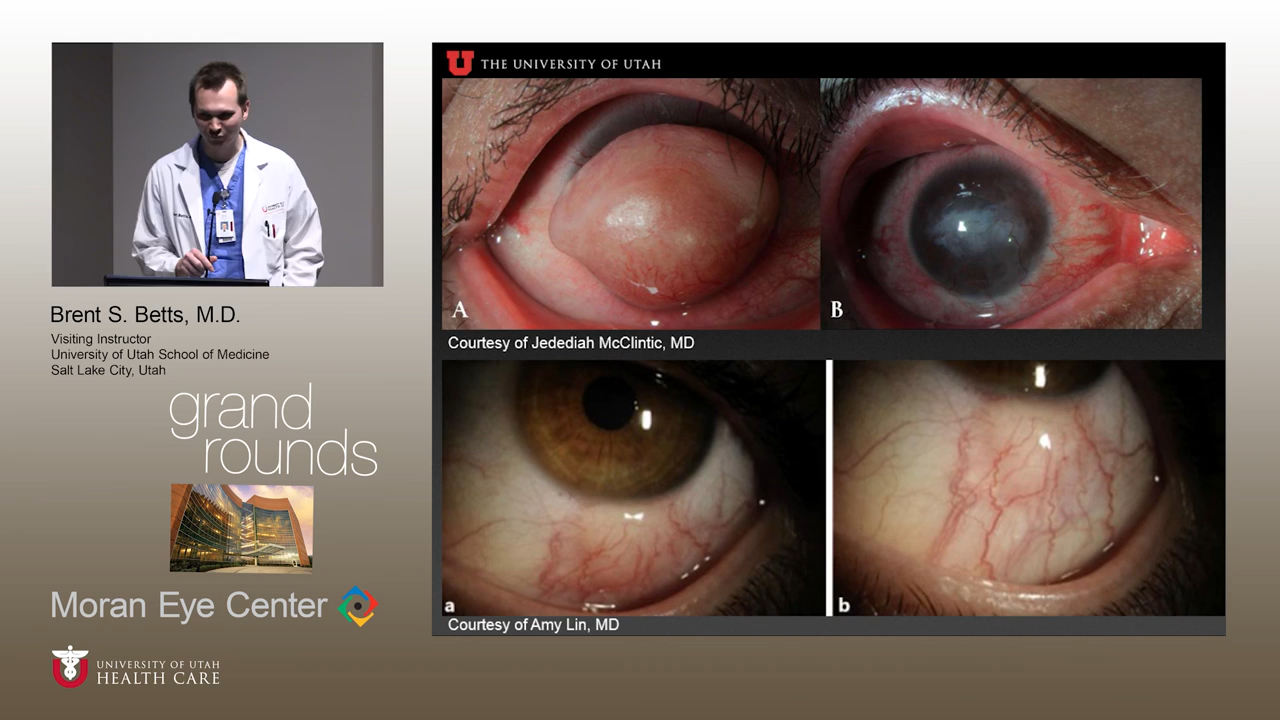 Brent S. Betts, M.D.
Visiting Instructor
University of Utah School of Medicine
Salt Lake City, Utah
grand
rounds
Moran Eye Center
UNIVERSITY OF UTAH
HEALTH CARE
THE UNIVERSITY OF UTAH
A
B
Courtesy of Jedediah McClintic, MD
a
b
Courtesy of Amy Lin, MD